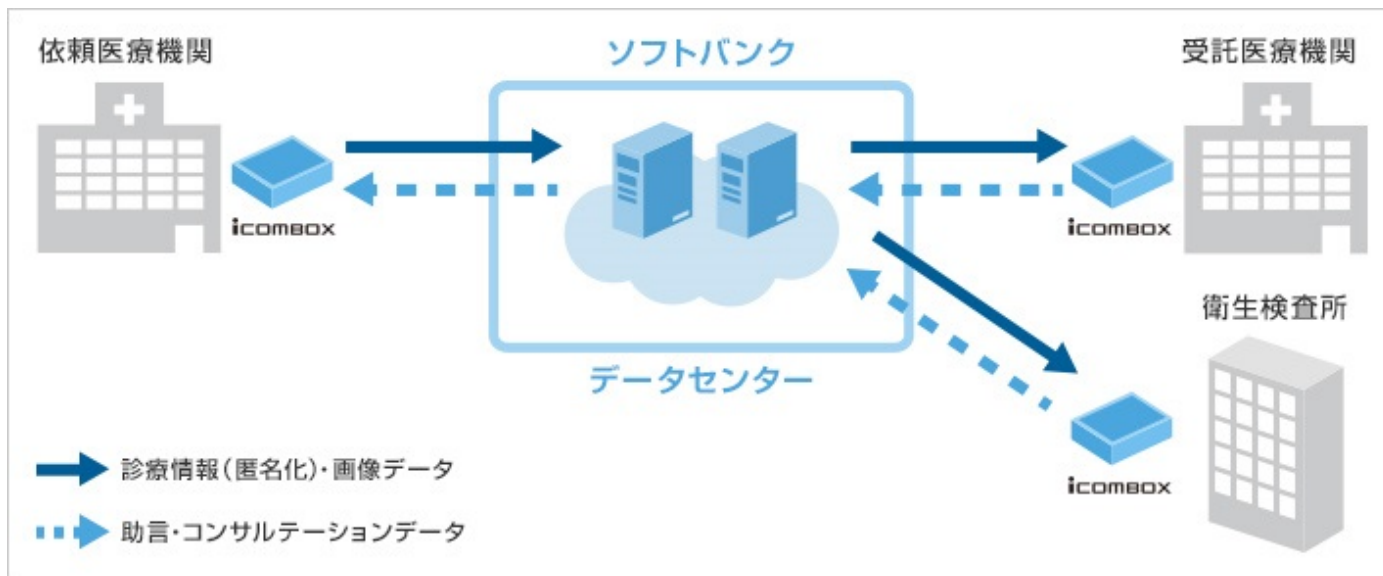 依頼医療機関
ソフトバンク
受託医療機関
icombox
icombox
衛生検査所
データセンター
診療情報(匿名化)・画像データ
icombox
助言・コンサルテーションデータ